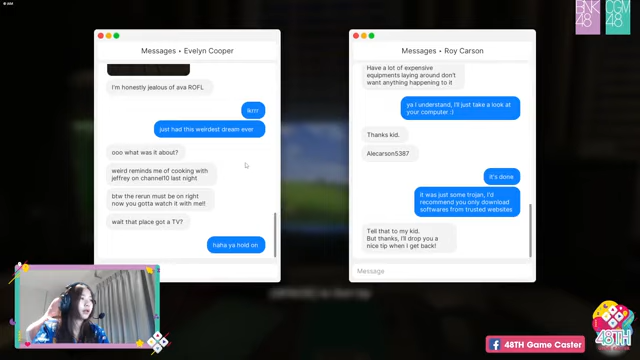 Messages • Evelyn Cooper
I'm honestly jealous of ava ROFL
ikrr
just had this weirdest dream ever
ooo what was it about?
weird reminds me of cooking with
jeffrey on channel10 last night
btw the rerun must be on right
now you gotta watch it with me!!
wait that place got a TV?
haha ya hold on
Messages • Roy Carson
Have a lot of expensive
equipments laying around don't
want anything happening to it
ya I understand, I'll just take a look at
your computer :)
Thanks kid.
Alecarson5387
it's done
it was just some trojan, I'd
recommend you only download
softwares from trusted websites
Tell that to my kid.
But thanks, I'll drop you a
nice tip when I get back!
Message
BNK
48
CGM
48
48TH Game Caster
48TH